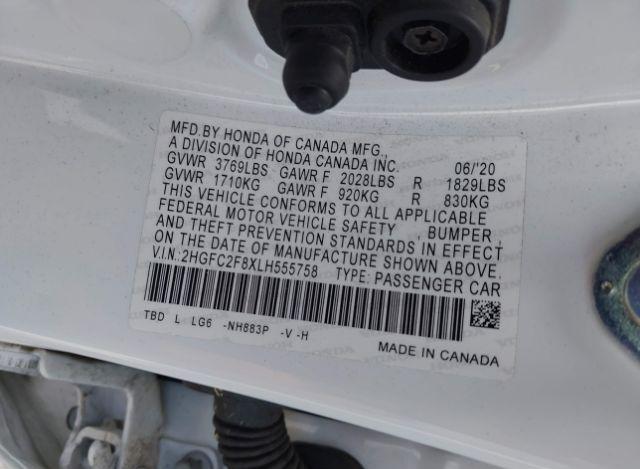 MFD.BY HONDA OF CANADA MFG.,
A DIVISION OF HONDA CANADA INC. 06/'20
GVWR 3769LBS GAWR F 2028LBS R 1829LBS
GVWR 1710KG GAWR F 920KG R 830KG
THIS VEHICLE CONFORMS TO ALL APPLICABLE
FEDERAL MOTOR VEHICLE SAFETY BUMPER,
AND THEFT PREVENTION STANDARDS IN EFFECT
ON THE DATE OF MANUFACTURE SHOWN ABOVE.
V.I.N.:2HGFC2F8XLH555758 TYPE: PASSENGER CAR
TBD L LG6 -NH883P -V -H
MADE IN CANADA